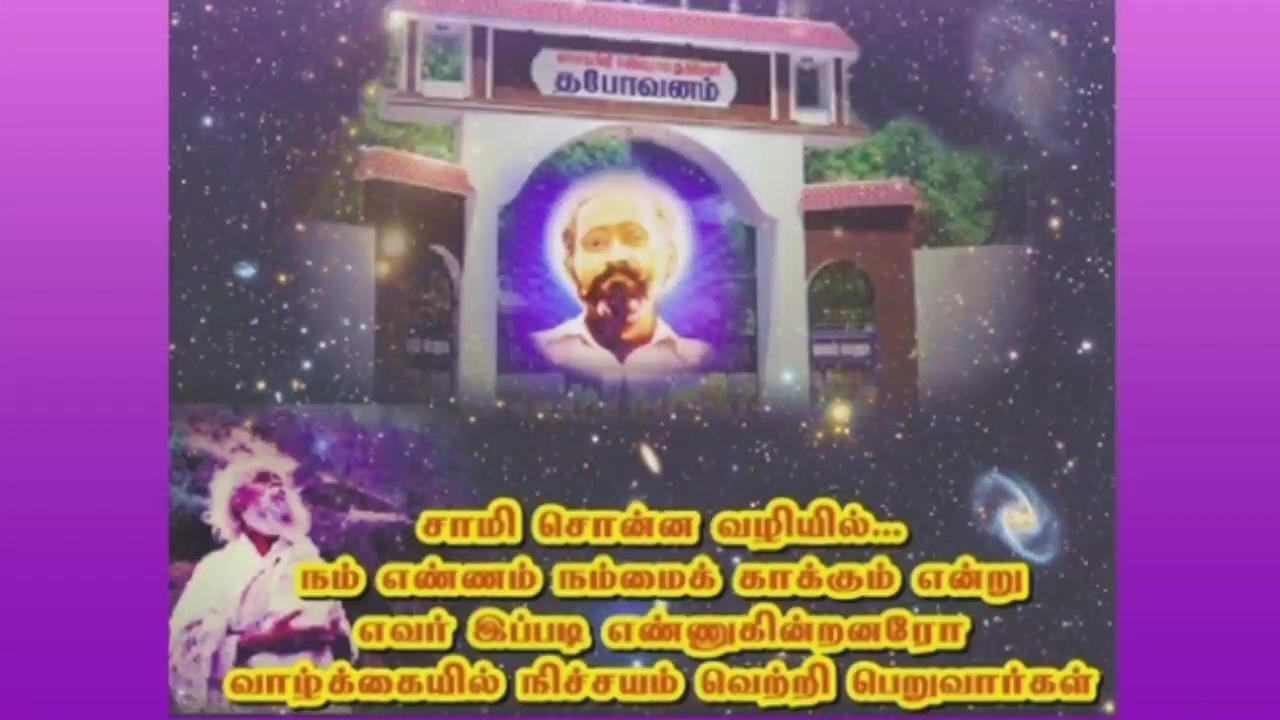 தபோவனம்
சாமி சொன்ன வழியில்...
நம் எண்ணம் நம்மைக் காக்கும் என்று
எவர் இப்படி எண்ணுகின்றனரோ
வாழ்க்கையில் நிச்சயம் வெற்றி பெறுவார்கள்